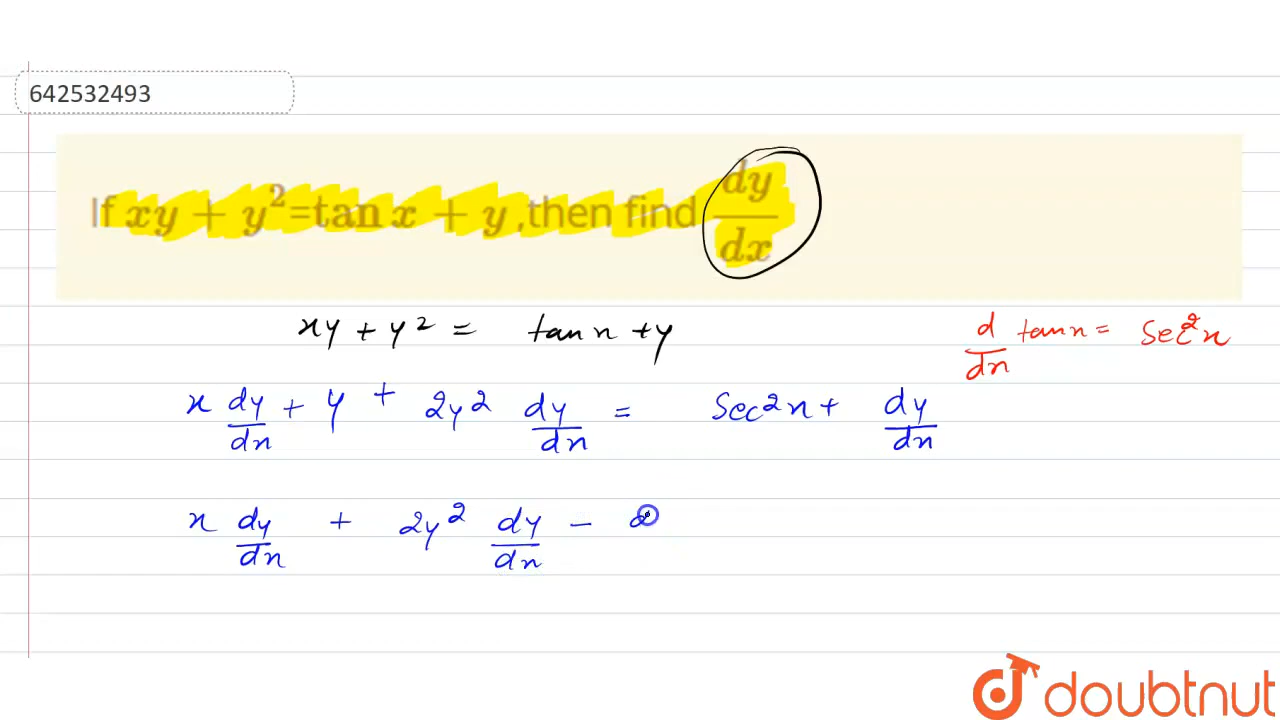 642532493
If xy + y²=tan x + y ,then find dy/dx
xy + y² = tan x + y
d/dx tan x = Sec²x
x dy/dx + y + 2y² dy/dx = Sec²x + dy/dx
x dy/dx + 2y² dy/dx − d
doubtnut